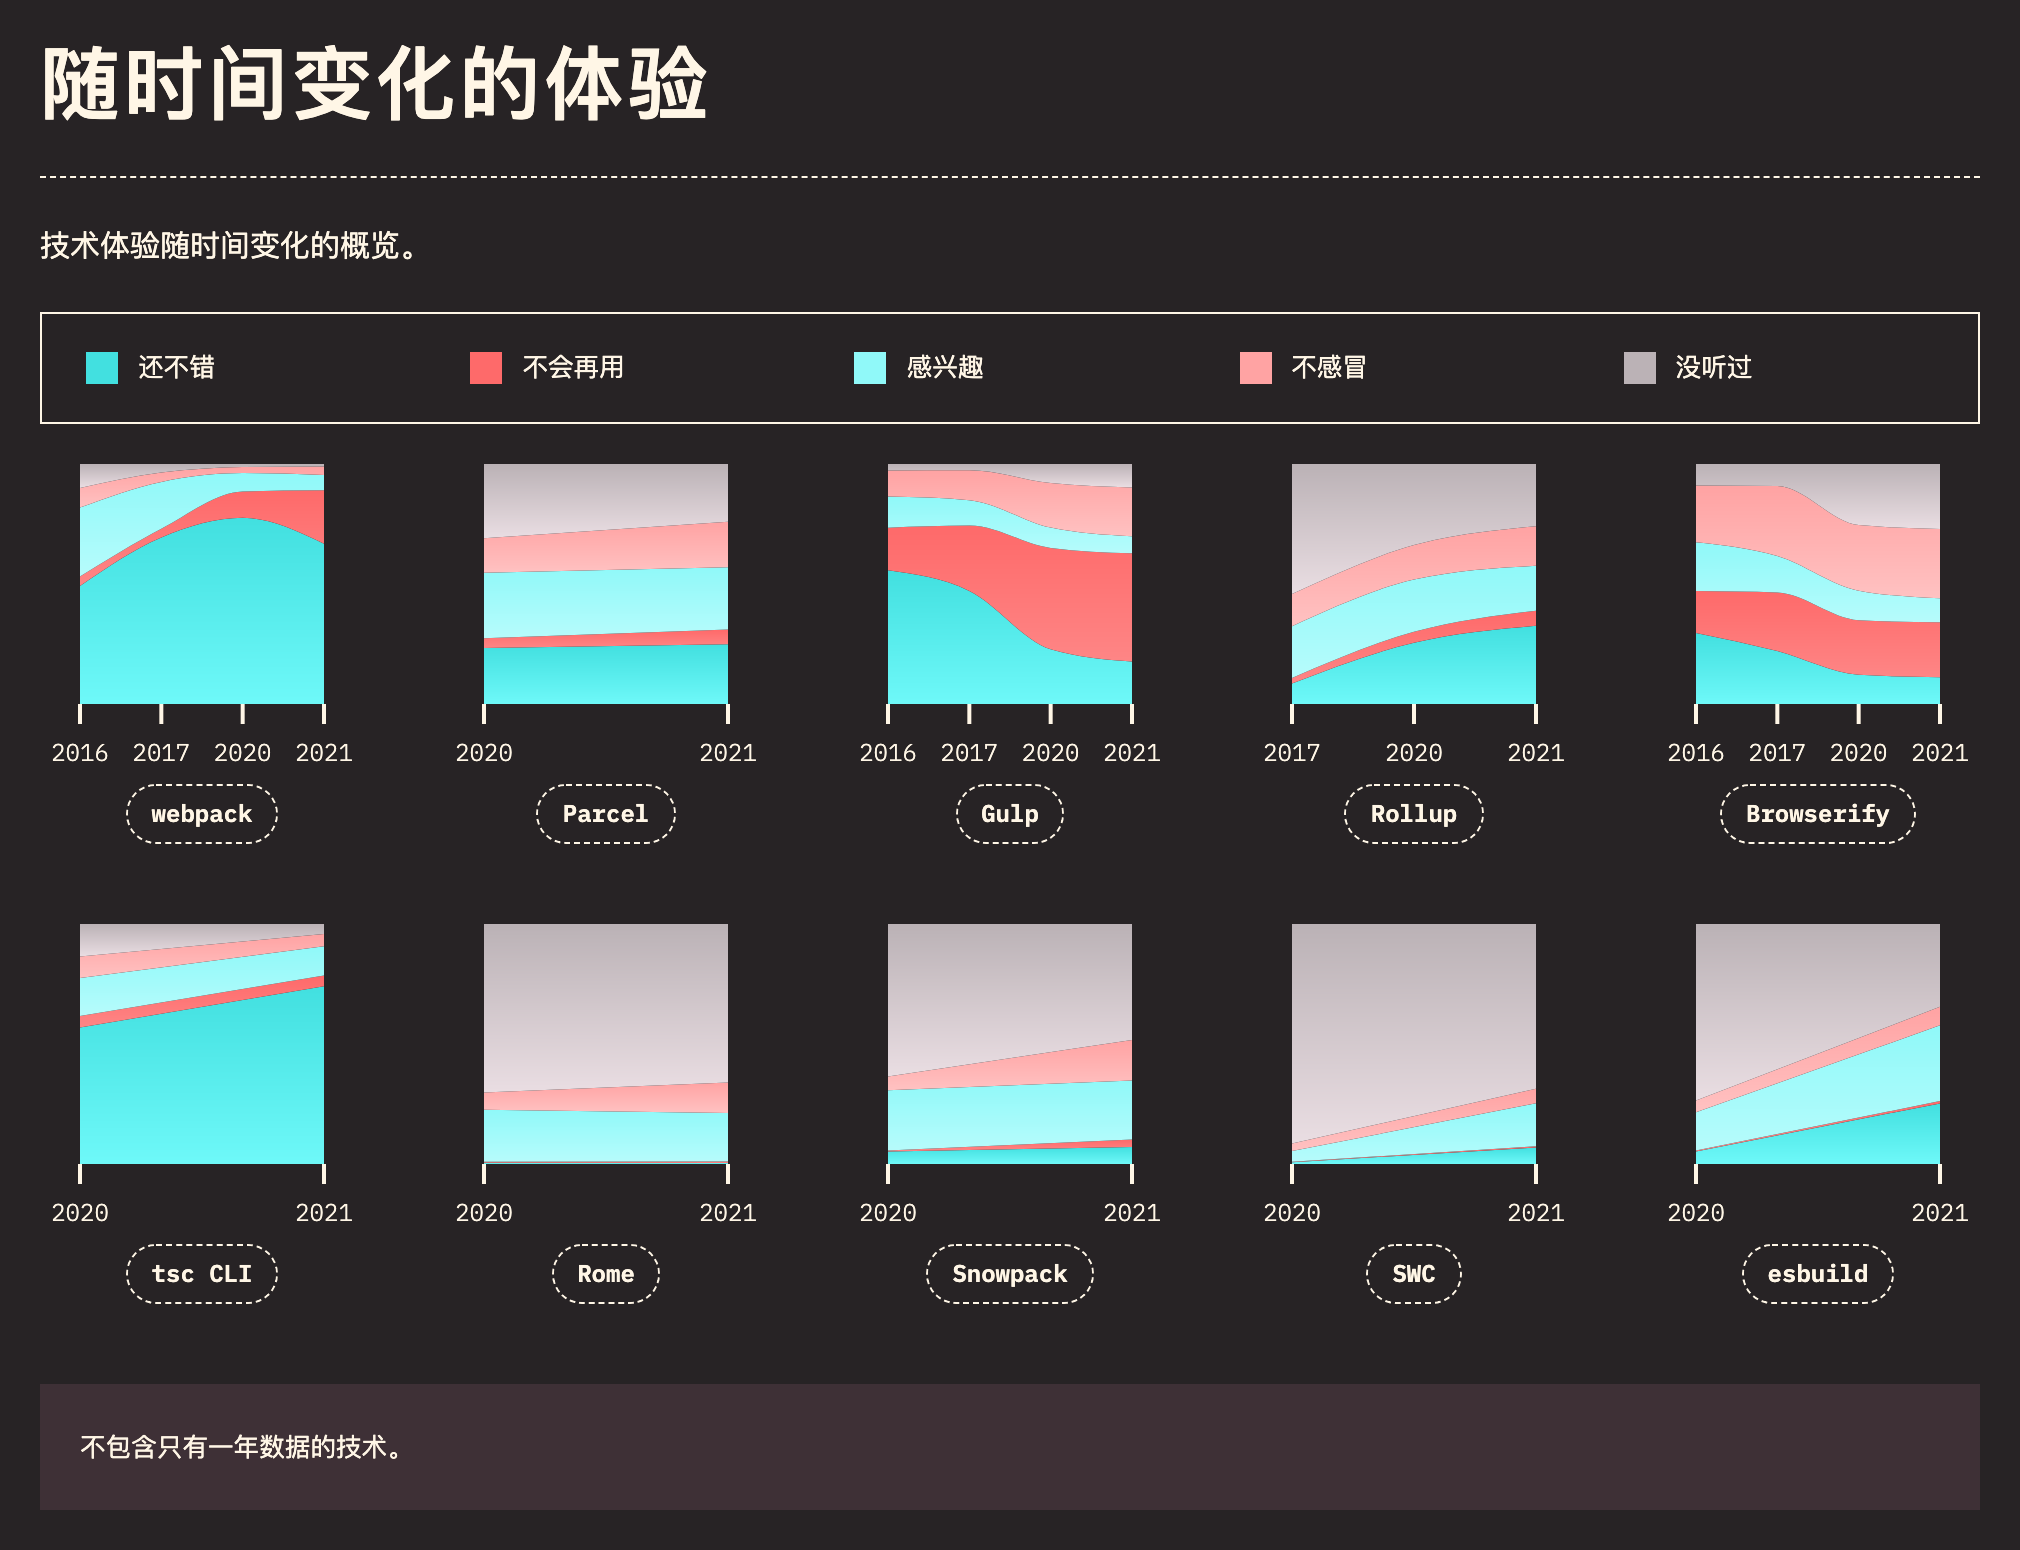 随时间变化的体验
技术体验随时间变化的概览。
还不错 不会再用 感兴趣 不感冒 没听过
2016 2017 2020 2021 2020 2021 2016 2017 2020 2021 2017 2020 2021 2016 2017 2020 2021
webpack Parcel Gulp Rollup Browserify
2020 2021 2020 2021 2020 2021 2020 2021 2020 2021
tsc CLI Rome Snowpack SWC esbuild
不包含只有一年数据的技术。